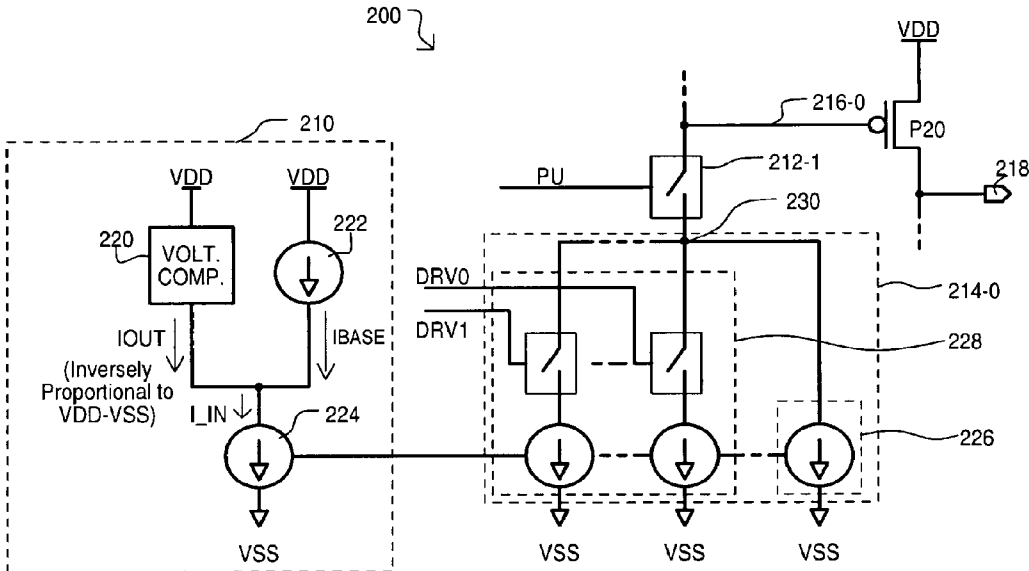 200
VDD
216-0
P20
210
212-1
218
PU
VDD
VDD
230
222
220
VOLT.
COMP.
DRV0
214-0
DRV1
228
IOUT
IBASE
(Inversely
Proportional to
VDD-VSS)
I_IN
224
226
VSS
VSS
VSS
VSS